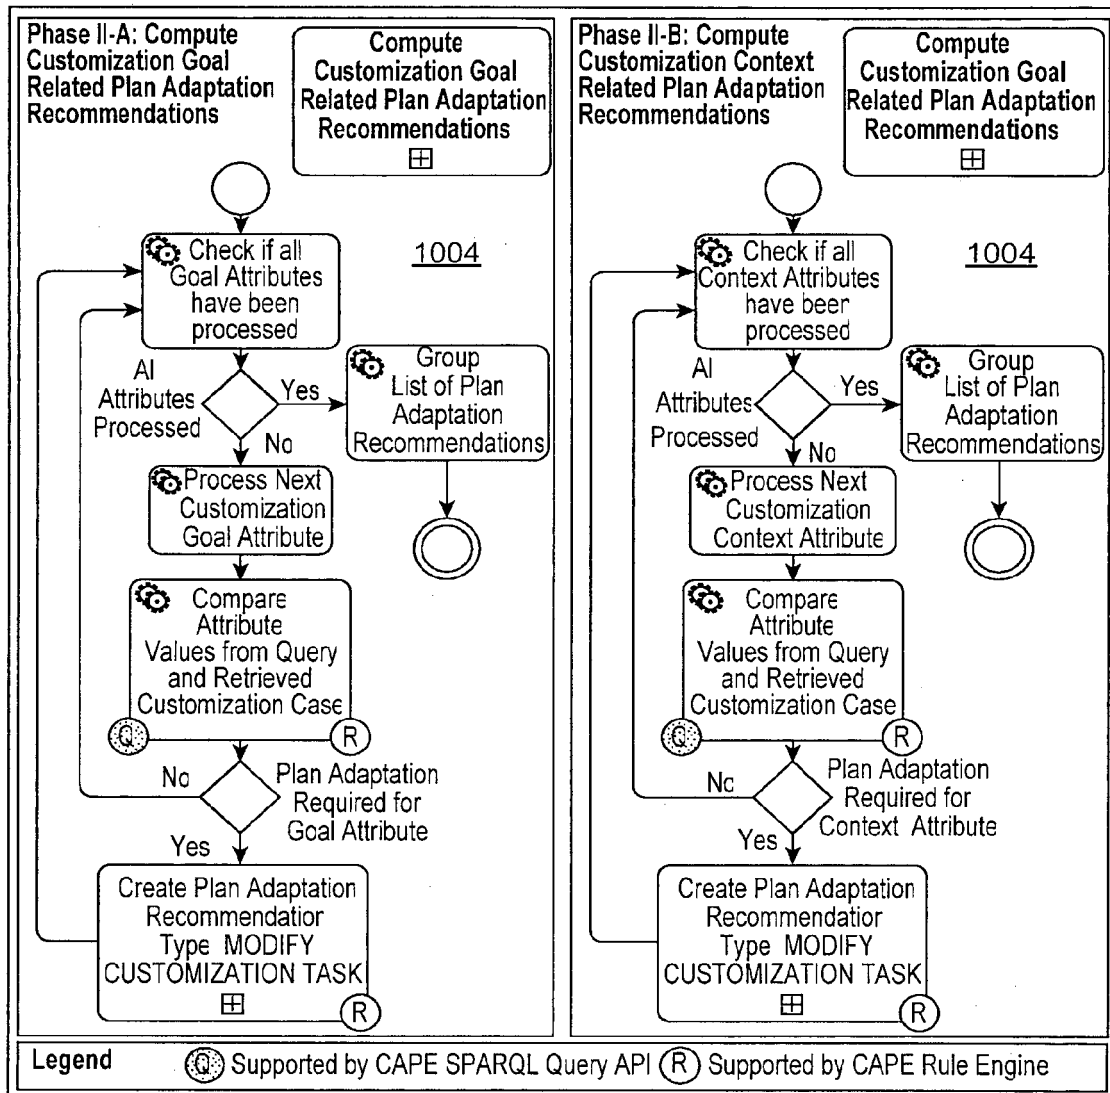 Phase II-A: Compute
Customization Goal
Related Plan Adaptation
Recommendations
Compute
Customization Goal
Related Plan Adaptation
Recommendations
Check if all
Goal Attributes
have been
processed
1004
Al
Attributes
Processed
Yes
No
Group
List of Plan
Adaptation
Recommendations
Process Next
Customization
Goal Attribute
Compare
Attribute
Values from Query
and Retrieved
Customization Case
Q
R
No
Plan Adaptation
Required for
Goal Attribute
Yes
Create Plan Adaptation
Recommendatior
Type MODIFY
CUSTOMIZATION TASK
R
Phase II-B: Compute
Customization Context
Related Plan Adaptation
Recommendations
Compute
Customization Goal
Related Plan Adaptation
Recommendations
Check if all
Context Attributes
have been
processed
1004
Al
Attributes
Processed
Yes
No
Group
List of Plan
Adaptation
Recommendations
Process Next
Customization
Context Attribute
Compare
Attribute
Values from Query
and Retrieved
Customization Case
Q
R
No
Plan Adaptation
Required for
Context Attribute
Yes
Create Plan Adaptation
Recommendatior
Type MODIFY
CUSTOMIZATION TASK
R
Legend
Q Supported by CAPE SPARQL Query API R Supported by CAPE Rule Engine